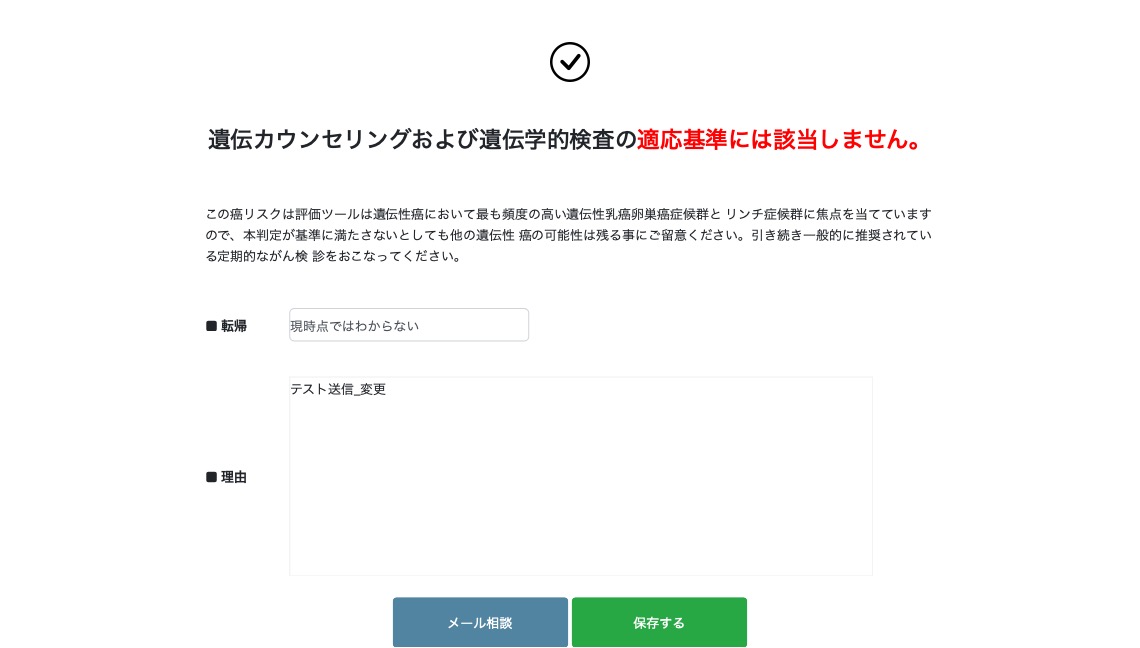 遺伝カウンセリングおよび遺伝学的検査の適応基準には該当しません。
この癌リスクは評価ツールは遺伝性癌において最も頻度の高い遺伝性乳癌卵巣癌症候群と リンチ症候群に焦点を当てています
ので、本判定が基準に満たさないとしても他の遺伝性 癌の可能性は残る事にご留意ください。引き続き一般的に推奨されてい
る定期的ながん検 診をおこなってください。
■ 転帰 現時点ではわからない
テスト送信_変更
■ 理由
メール相談 保存する